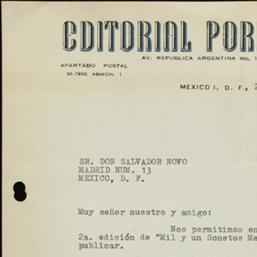 EDITORIAL POR
AV. REPUBLICA ARGENTINA No.
APARTADO POSTAL
M-7990 ADMON. 1
MEXICO 1, D. F.,
SR. DON SALVADOR NOVO
MADRID NUM. 13
MEXICO, D. F.
Muy señor nuestro y amigo:
Nos permitimos en
2a. edición de "Mil y un Sonetos Me
publicar.